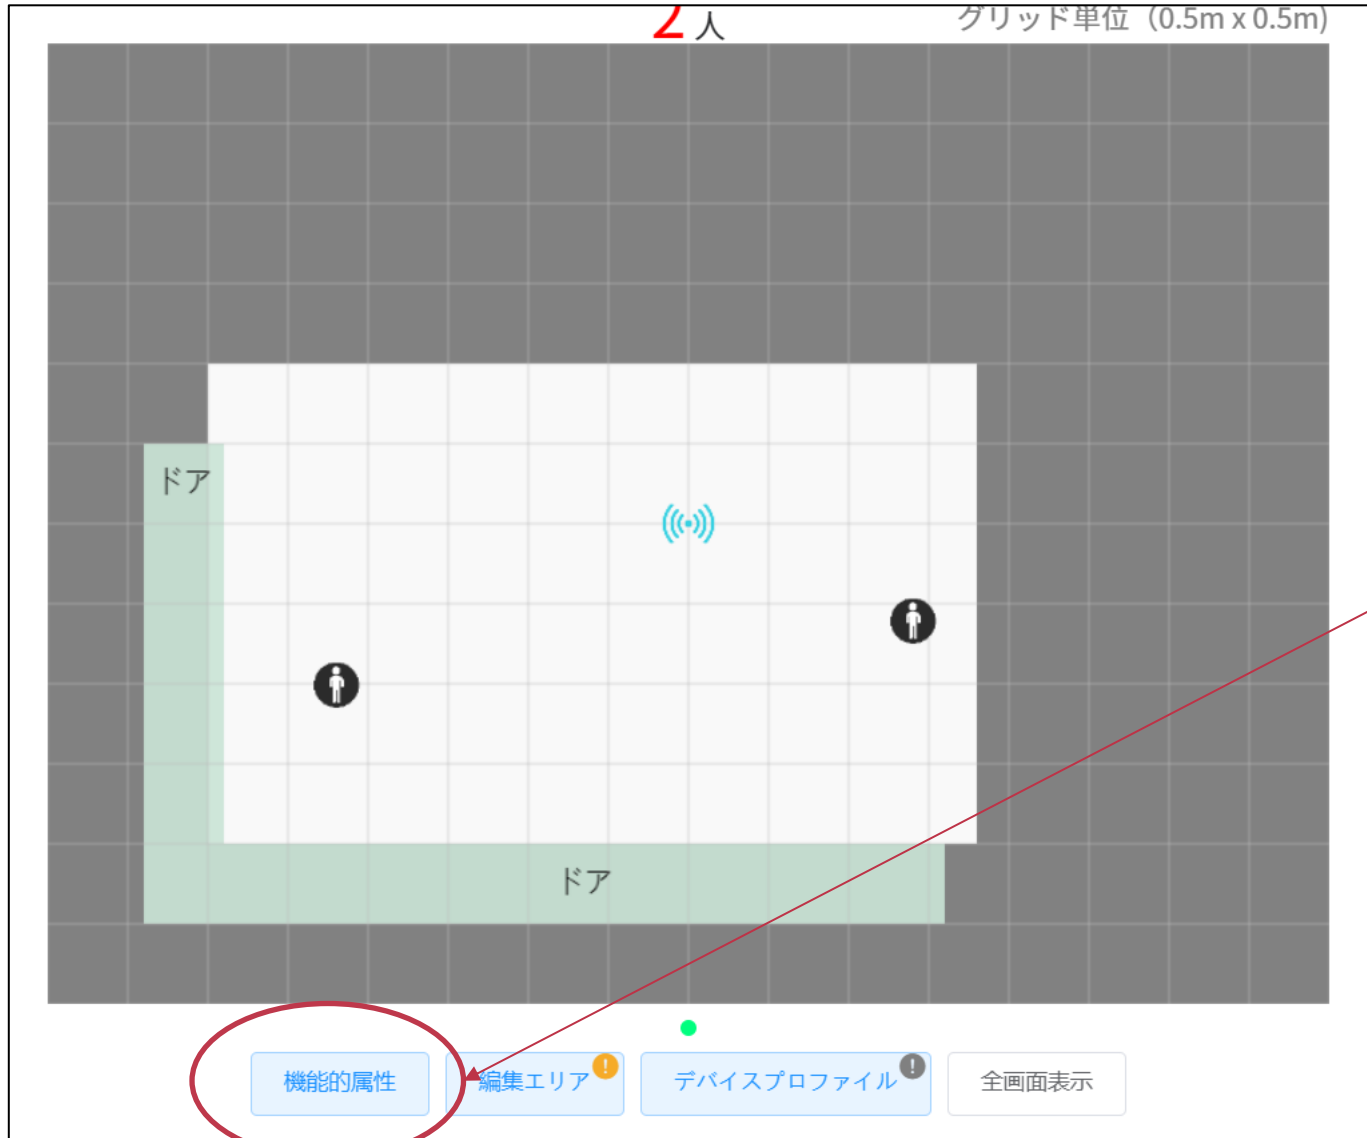 2 人
グリッド単位（0.5m x 0.5m)
ドア
ドア
機能的属性
編集エリア
デバイスプロファイル
全画面表示